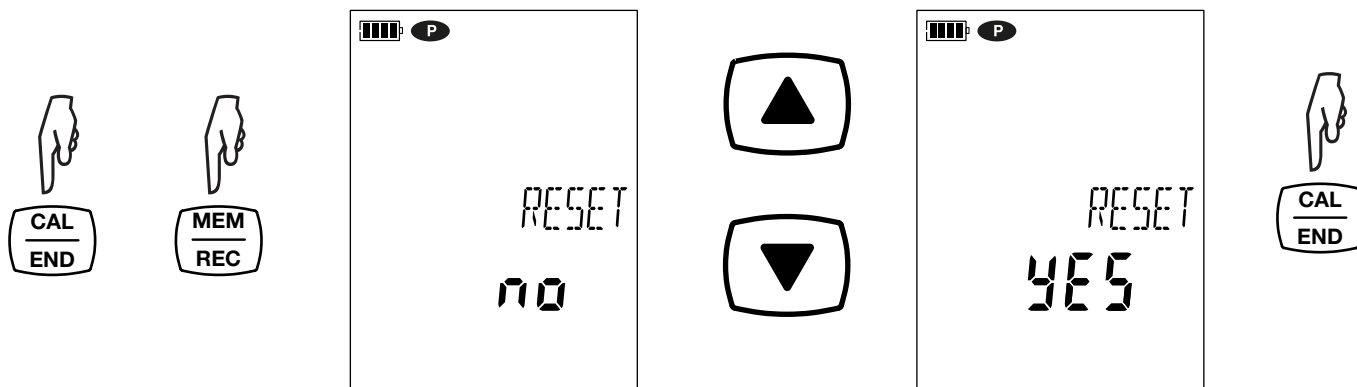 CAL
END
MEM
REC
P
RESET
no
P
RESET
YES
CAL
END